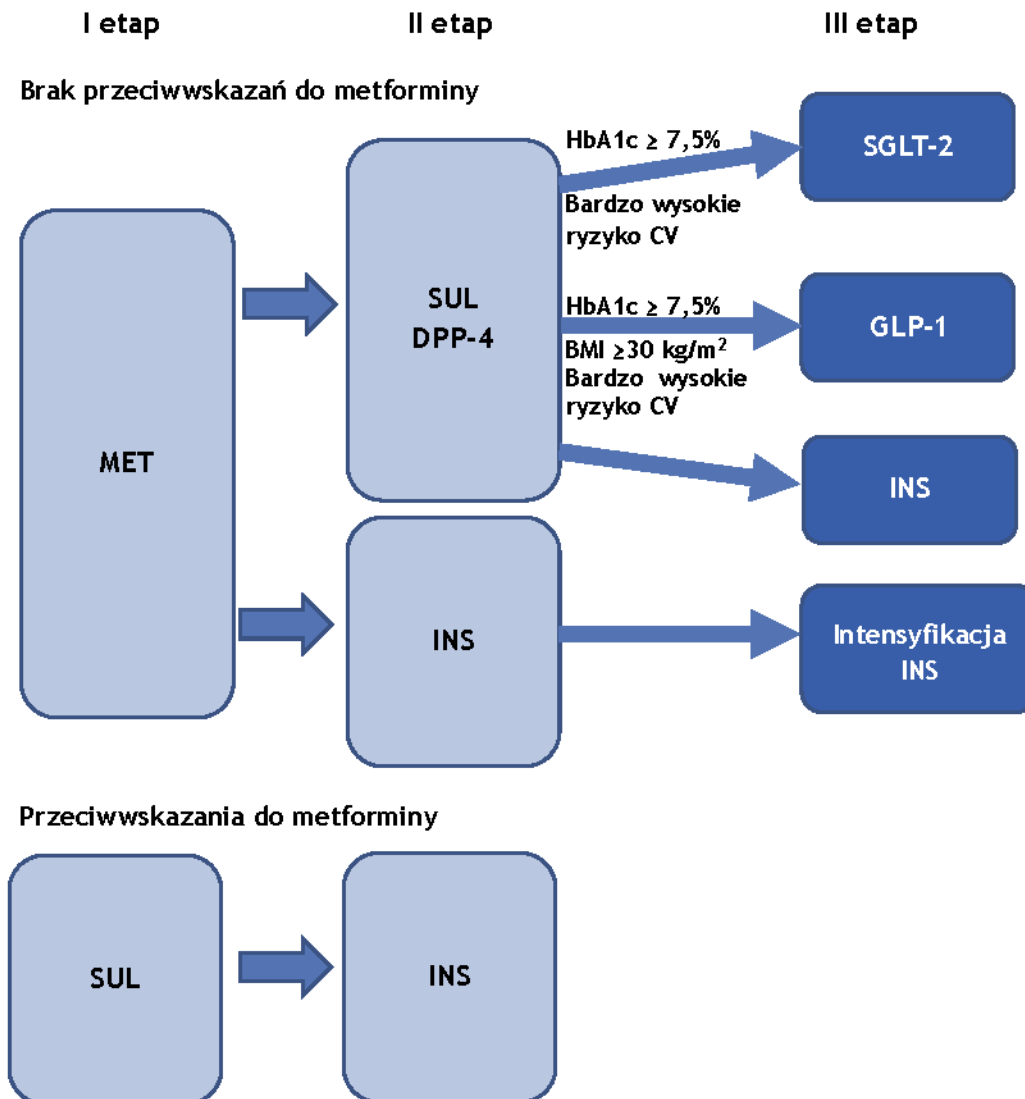 I etap
II etap
III etap
Brak przeciwwskazań do metforminy
MET
SUL
DPP-4
HbA1c ≥ 7,5%
Bardzo wysokie
ryzyko CV
SGLT-2
HbA1c ≥ 7,5%
BMI ≥30 kg/m²
Bardzo wysokie
ryzyko CV
GLP-1
INS
INS
Intensyfikacja
INS
Przeciwwskazania do metforminy
SUL
INS